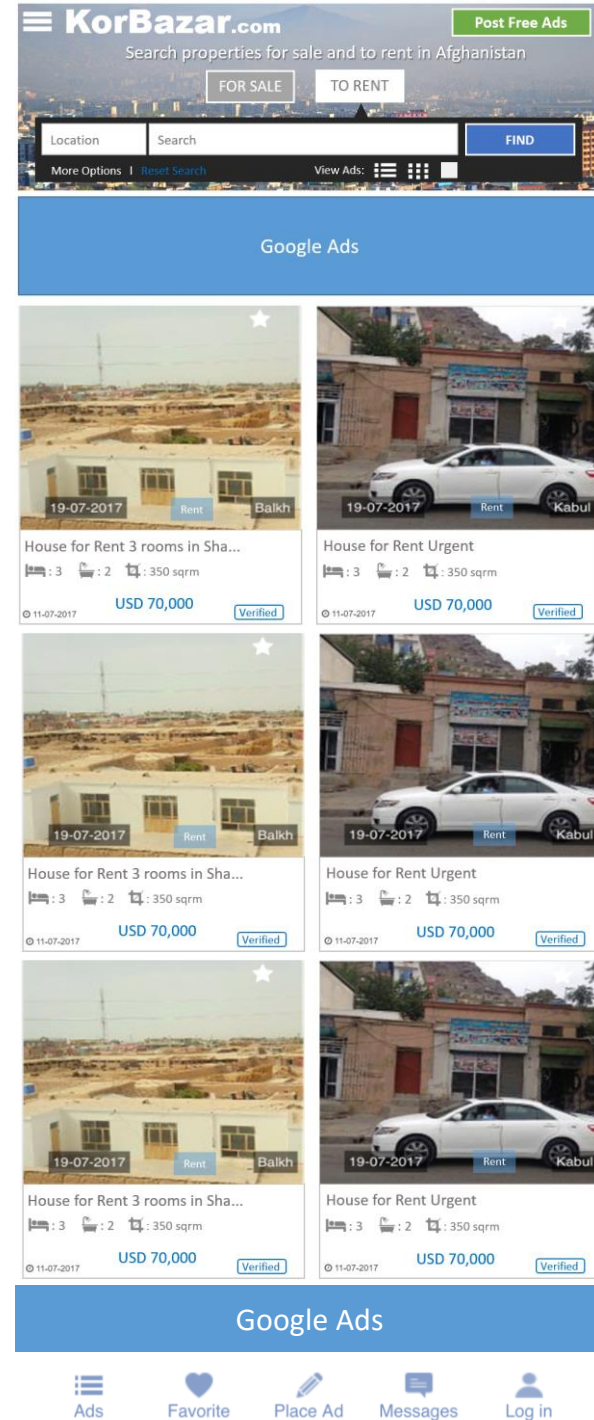 KorBazar.com
Post Free Ads
Search properties for sale and to rent in Afghanistan
FOR SALE
TO RENT
Location
Search
FIND
More Options I Reset Search
View Ads:
Google Ads
19-07-2017
Rent
Balkh
House for Rent 3 rooms in Sha...
: 3 : 2 : 350 sqrm
USD 70,000
11-07-2017
Verified
19-07-2017
Rent
Kabul
House for Rent Urgent
: 3 : 2 : 350 sqrm
USD 70,000
11-07-2017
Verified
19-07-2017
Rent
Balkh
House for Rent 3 rooms in Sha...
: 3 : 2 : 350 sqrm
USD 70,000
11-07-2017
Verified
19-07-2017
Rent
Kabul
House for Rent Urgent
: 3 : 2 : 350 sqrm
USD 70,000
11-07-2017
Verified
19-07-2017
Rent
Balkh
House for Rent 3 rooms in Sha...
: 3 : 2 : 350 sqrm
USD 70,000
11-07-2017
Verified
19-07-2017
Rent
Kabul
House for Rent Urgent
: 3 : 2 : 350 sqrm
USD 70,000
11-07-2017
Verified
Google Ads
Ads
Favorite
Place Ad
Messages
Log in